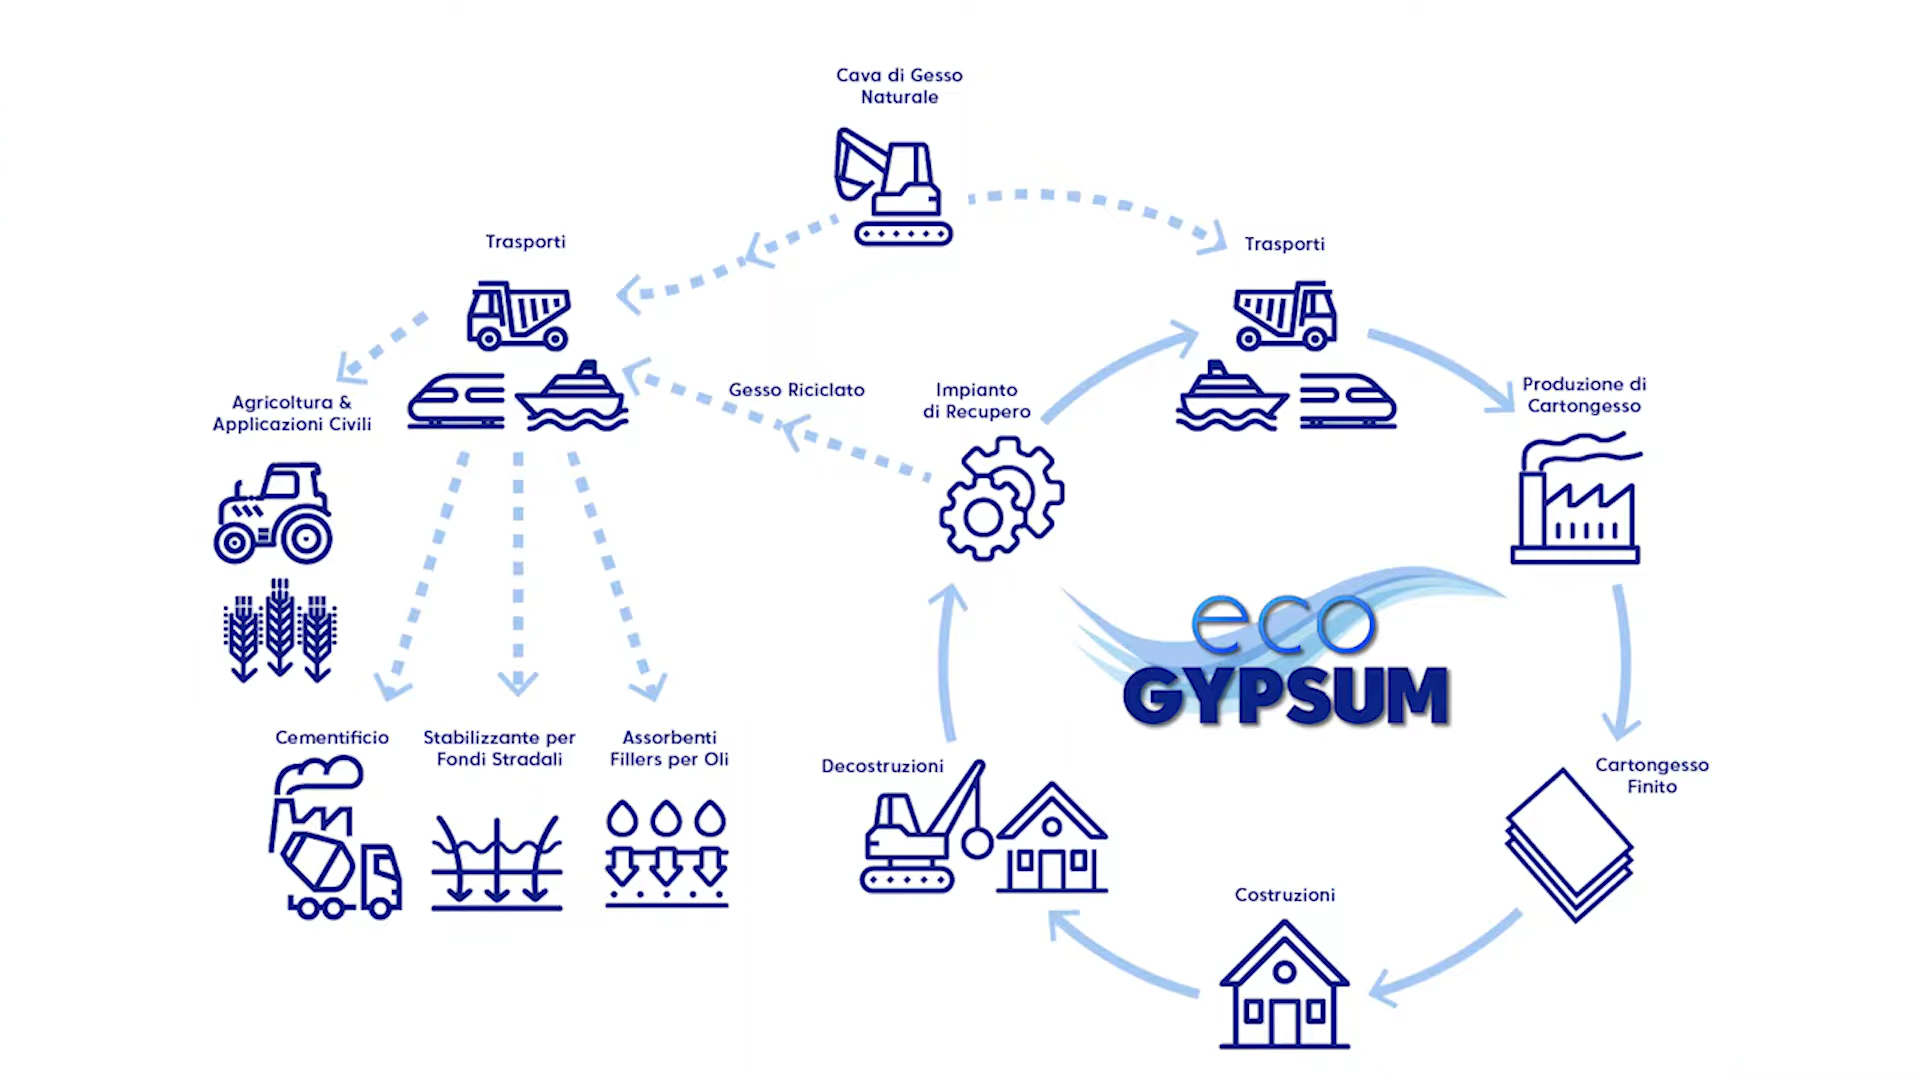 Cava di Gesso
Naturale
Trasporti
Trasporti
Gesso Riciclato
Impianto
di Recupero
Produzione di
Cartongesso
Agricoltura &
Applicazioni Civili
eco
GYPSUM
Cementificio
Stabilizzante per
Fondi Stradali
Assorbenti
Fillers per Oli
Decostruzioni
Cartongesso
Finito
Costruzioni